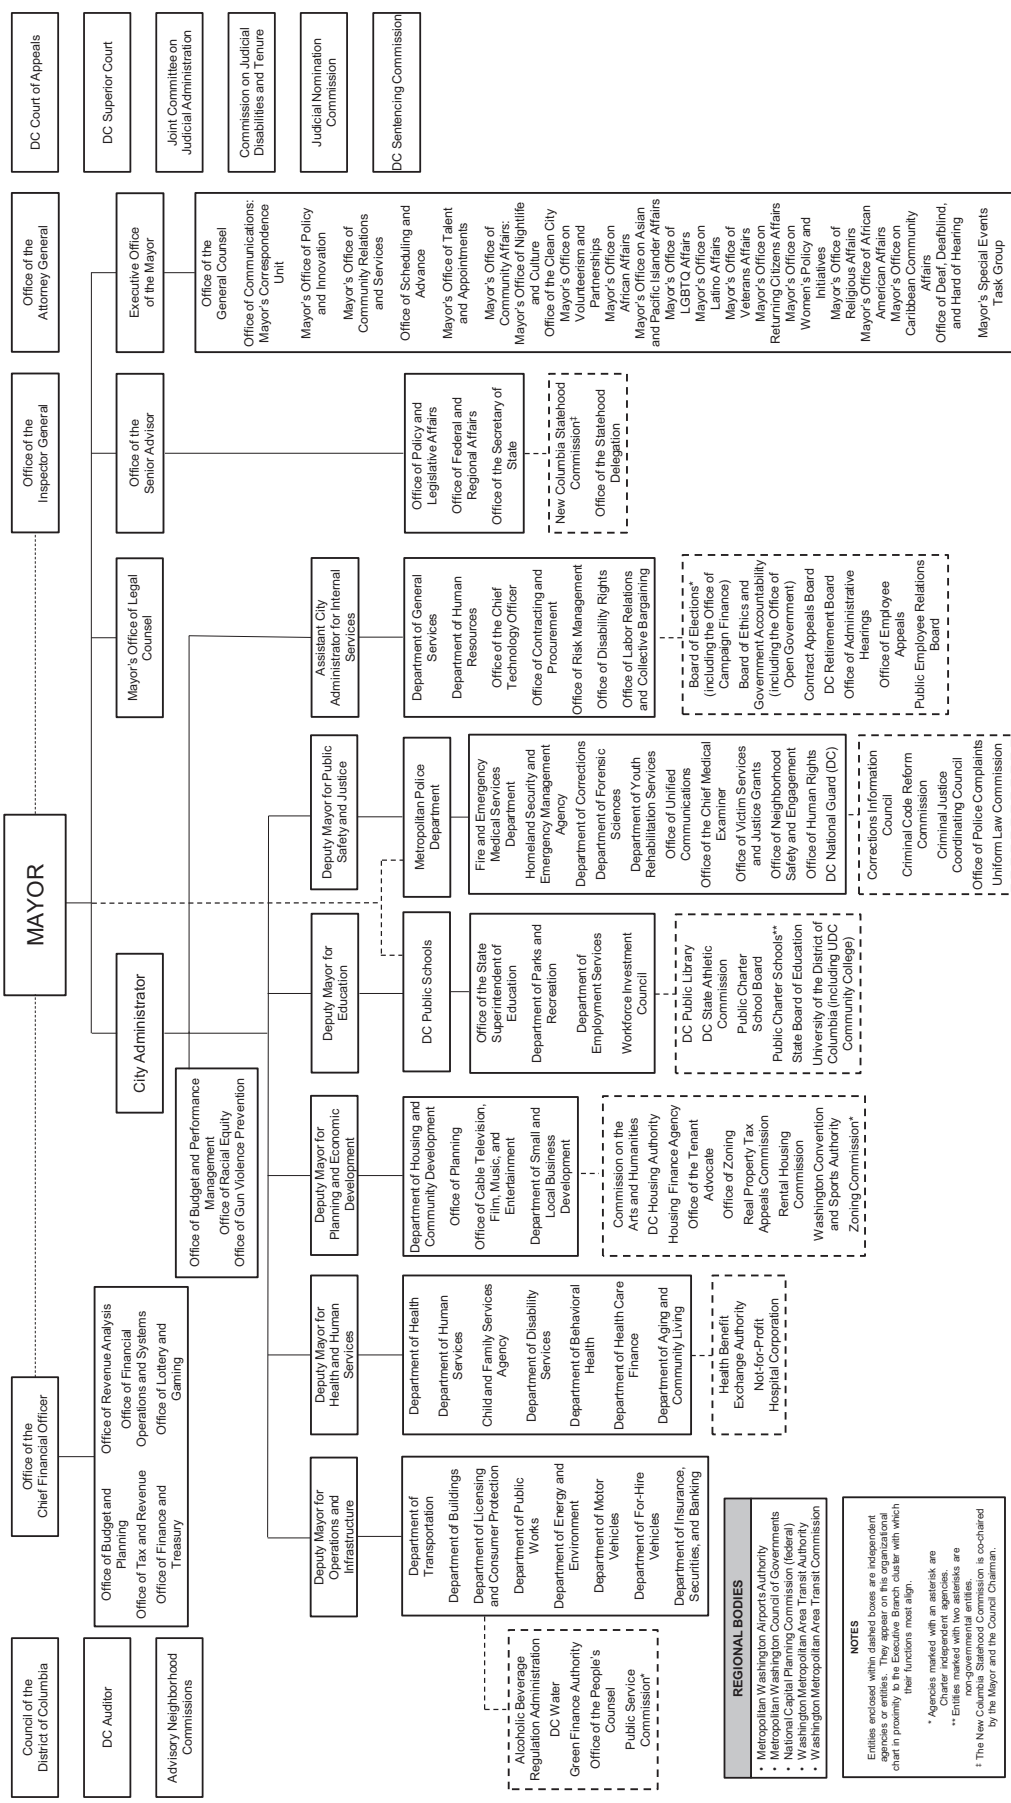 MAYOR
Council of the
District of Columbia
DC Auditor
Advisory Neighborhood
Commissions
Office of the
Chief Financial Officer
Office of Budget and
Planning
Office of Tax and Revenue
Office of Finance and
Treasury
Office of Revenue Analysis
Office of Financial
Operations and Systems
Office of Lottery and
Gaming
Office of the
Inspector General
Office of the
Attorney General
DC Court of Appeals
DC Superior Court
Joint Committee on
Judicial Administration
Commission on Judicial
Disabilities and Tenure
Judicial Nomination
Commission
DC Sentencing Commission
City Administrator
Office of Budget and Performance
Management
Office of Racial Equity
Office of Gun Violence Prevention
Mayor's Office of Legal
Counsel
Office of the
Senior Advisor
Executive Office
of the Mayor
Deputy Mayor for
Operations and
Infrastructure
Department of
Transportation
Department of Buildings
Department of Licensing
and Consumer Protection
Department of Public
Works
Department of Energy and
Environment
Department of Motor
Vehicles
Department of For-Hire
Vehicles
Department of Insurance,
Securities, and Banking
Alcoholic Beverage
Regulation Administration
DC Water
Green Finance Authority
Office of the People's
Counsel
Public Service
Commission*
Deputy Mayor for
Health and Human
Services
Department of Health
Department of Human
Services
Child and Family Services
Agency
Department of Disability
Services
Department of Behavioral
Health
Department of Health Care
Finance
Department of Aging and
Community Living
Health Benefit
Exchange Authority
Not-for-Profit
Hospital Corporation
Deputy Mayor for
Planning and Economic
Development
Department of Housing and
Community Development
Office of Planning
Office of Cable Television,
Film, Music, and
Entertainment
Department of Small and
Local Business
Development
Commission on the
Arts and Humanities
DC Housing Authority
Housing Finance Agency
Office of the Tenant
Advocate
Office of Zoning
Real Property Tax
Appeals Commission
Rental Housing
Commission
Washington Convention
and Sports Authority
Zoning Commission*
Deputy Mayor for
Education
DC Public Schools
Office of the State
Superintendent of
Education
Department of Parks and
Recreation
Department of
Employment Services
Workforce Investment
Council
DC Public Library
DC State Athletic
Commission
Public Charter
School Board
Public Charter Schools**
State Board of Education
University of the District of
Columbia (including UDC
Community College)
Deputy Mayor for Public
Safety and Justice
Metropolitan Police
Department
Fire and Emergency
Medical Services
Department
Homeland Security and
Emergency Management
Agency
Department of Corrections
Department of Forensic
Sciences
Department of Youth
Rehabilitation Services
Office of Unified
Communications
Office of the Chief Medical
Examiner
Office of Victim Services
and Justice Grants
Office of Neighborhood
Safety and Engagement
Office of Human Rights
DC National Guard (DC)
Corrections Information
Council
Criminal Code Reform
Commission
Criminal Justice
Coordinating Council
Office of Police Complaints
Uniform Law Commission
Assistant City
Administrator for Internal
Services
Department of General
Services
Department of Human
Resources
Office of the Chief
Technology Officer
Office of Contracting and
Procurement
Office of Risk Management
Office of Disability Rights
Office of Labor Relations
and Collective Bargaining
Board of Elections*
(including the Office of
Campaign Finance)
Board of Ethics and
Government Accountability
(including the Office of
Open Government)
Contract Appeals Board
DC Retirement Board
Office of Administrative
Hearings
Office of Employee
Appeals
Public Employee Relations
Board
Office of Policy and
Legislative Affairs
Office of Federal and
Regional Affairs
Office of the Secretary of
State
New Columbia Statehood
Commission‡
Office of the Statehood
Delegation
Office of the
General Counsel
Office of Communications:
Mayor's Correspondence
Unit
Mayor's Office of Policy
and Innovation
Mayor's Office of
Community Relations
and Services
Office of Scheduling and
Advance
Mayor's Office of Talent
and Appointments
Mayor's Office of
Community Affairs:
Mayor's Office of Nightlife
and Culture
Office of the Clean City
Mayor's Office on
Volunteerism and
Partnerships
Mayor's Office on
African Affairs
Mayor's Office on Asian
and Pacific Islander Affairs
Mayor's Office of
LGBTQ Affairs
Mayor's Office on
Latino Affairs
Mayor's Office of
Veterans Affairs
Mayor's Office on
Returning Citizens Affairs
Mayor's Office on
Women's Policy and
Initiatives
Mayor's Office of
Religious Affairs
Mayor's Office of African
American Affairs
Mayor's Office on
Caribbean Community
Affairs
Office of Deaf, Deafblind,
and Hard of Hearing
Mayor's Special Events
Task Group
REGIONAL BODIES
• Metropolitan Washington Airports Authority
• Metropolitan Washington Council of Governments
• National Capital Planning Commission (federal)
• Washington Metropolitan Area Transit Authority
• Washington Metropolitan Area Transit Commission
NOTES
Entities enclosed within dashed boxes are independent
agencies or entities. They appear on this organizational
chart in proximity to the Executive Branch cluster with which
their functions most align.
* Agencies marked with an asterisk are
Charter independent agencies.
** Entities marked with two asterisks are
non-governmental entities.
‡ The New Columbia Statehood Commission is co-chaired
by the Mayor and the Council Chairman.